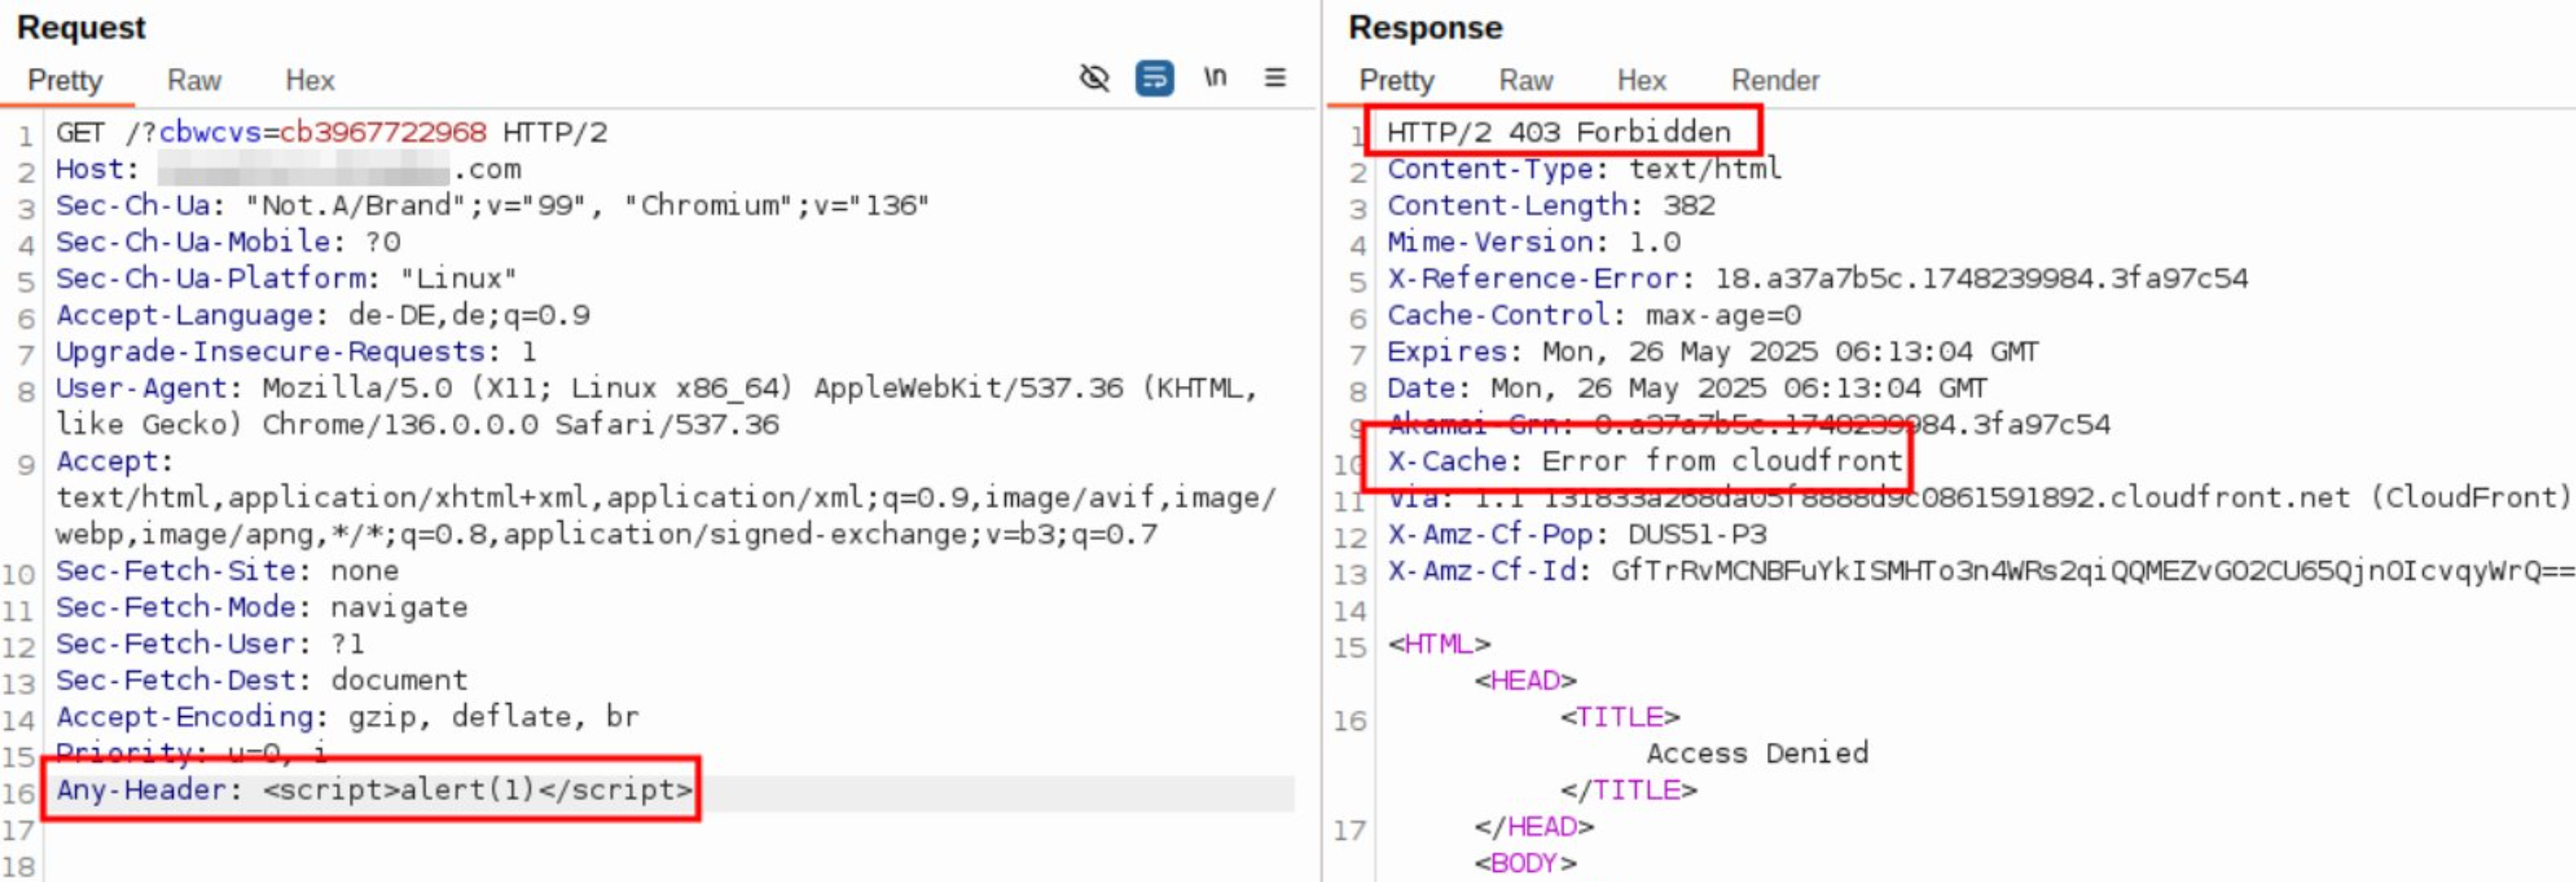 Request
Pretty Raw Hex
\n
1 GET /?cbwcvs=cb3967722968 HTTP/2
2 Host: .com
3 Sec-Ch-Ua: "Not.A/Brand";v="99", "Chromium";v="136"
4 Sec-Ch-Ua-Mobile: ?0
5 Sec-Ch-Ua-Platform: "Linux"
6 Accept-Language: de-DE,de;q=0.9
7 Upgrade-Insecure-Requests: 1
8 User-Agent: Mozilla/5.0 (X11; Linux x86_64) AppleWebKit/537.36 (KHTML,
like Gecko) Chrome/136.0.0.0 Safari/537.36
9 Accept:
text/html,application/xhtml+xml,application/xml;q=0.9,image/avif,image/
webp,image/apng,*/*;q=0.8,application/signed-exchange;v=b3;q=0.7
10 Sec-Fetch-Site: none
11 Sec-Fetch-Mode: navigate
12 Sec-Fetch-User: ?1
13 Sec-Fetch-Dest: document
14 Accept-Encoding: gzip, deflate, br
15 Priority: u=0, i
16 Any-Header: <script>alert(1)</script>
17
18
Response
Pretty Raw Hex Render
1 HTTP/2 403 Forbidden
2 Content-Type: text/html
3 Content-Length: 382
4 Mime-Version: 1.0
5 X-Reference-Error: 18.a37a7b5c.1748239984.3fa97c54
6 Cache-Control: max-age=0
7 Expires: Mon, 26 May 2025 06:13:04 GMT
8 Date: Mon, 26 May 2025 06:13:04 GMT
9 Akamai-Grn: 0.a37a7b5c.1748239984.3fa97c54
10 X-Cache: Error from cloudfront
11 Via: 1.1 131833a268da05f8888d9c0861591892.cloudfront.net (CloudFront)
12 X-Amz-Cf-Pop: DUS51-P3
13 X-Amz-Cf-Id: GfTrRvMCNBFuYkISMHTo3n4WRs2qiQQMEZvGO2CU65QjnOIcvqyWrQ==
14
15 <HTML>
<HEAD>
16 <TITLE>
Access Denied
</TITLE>
17 </HEAD>
<BODY>